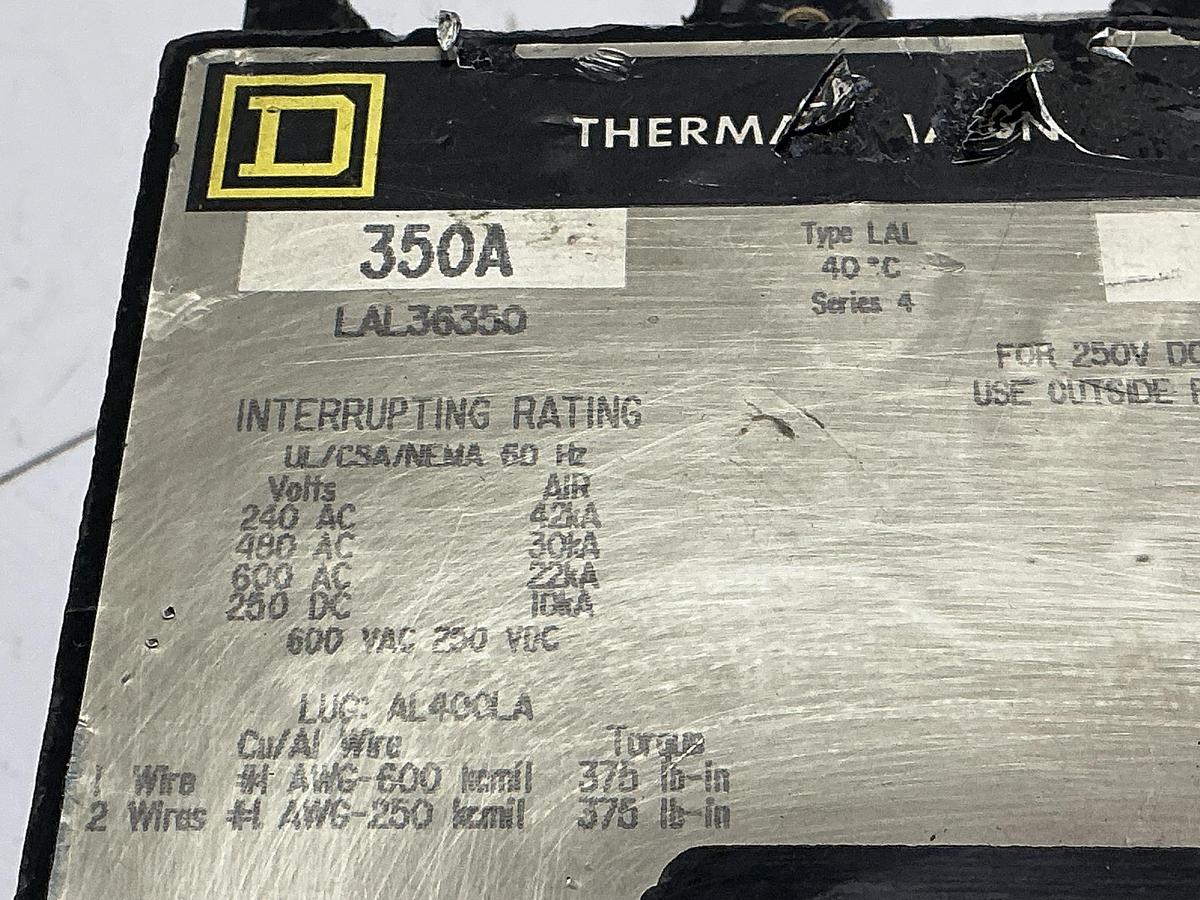 D
350A
LAL36350
Type LAL
40°C
Series 4
FOR 250V DC
USE OUTSIDE
INTERRUPTING RATING
UL/CSA/NEMA 60 Hz
Volts AIR
240 AC 42kA
480 AC 30kA
600 AC 22kA
250 DC 10kA
600 VAC 250 VDC
LUG: AL400LA
Cu/Al Wire Torque
1 Wire #1 AWG-600 kcmil 375 lb-in
2 Wires #1 AWG-250 kcmil 375 lb-in